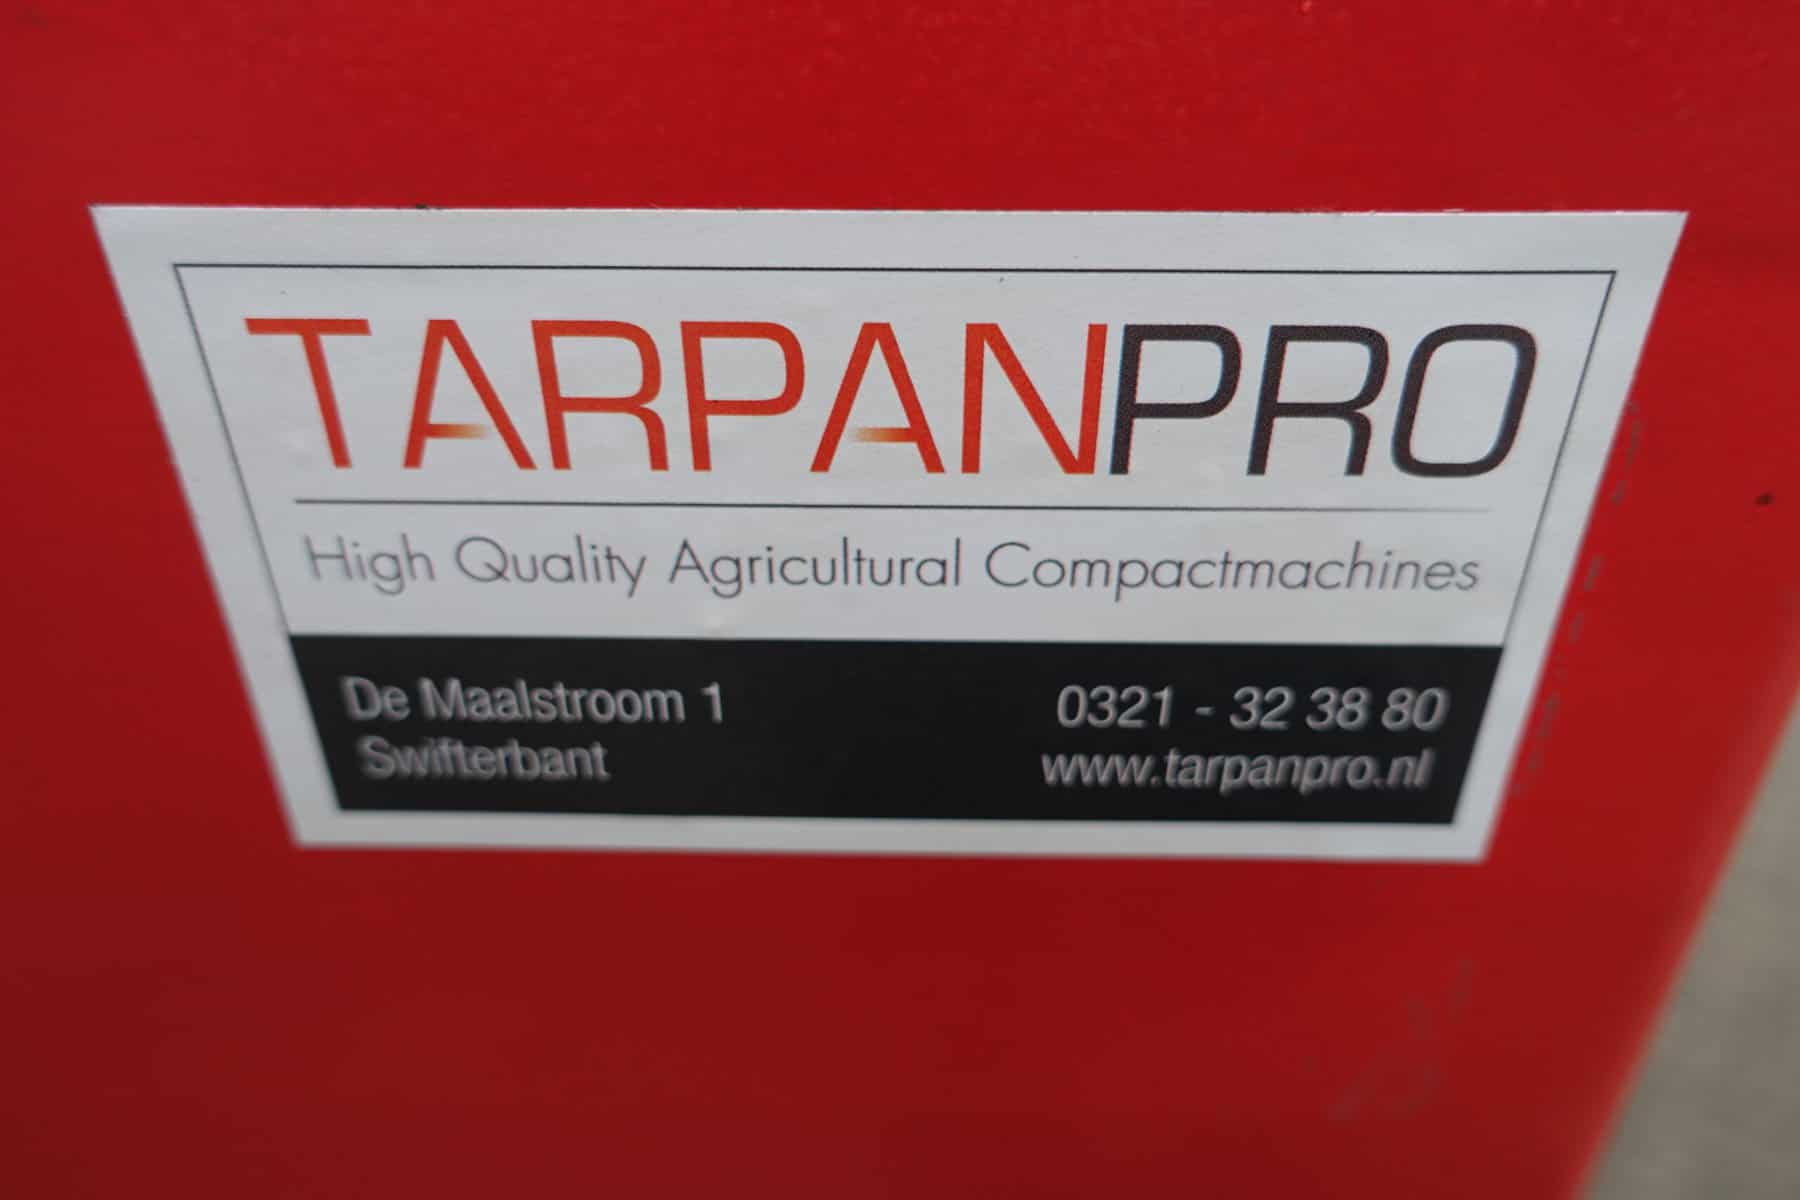 TARPANPRO
High Quality Agricultural Compactmachines
De Maalstroom 1
Swifterbant
0321 - 32 38 80
www.tarpanpro.nl